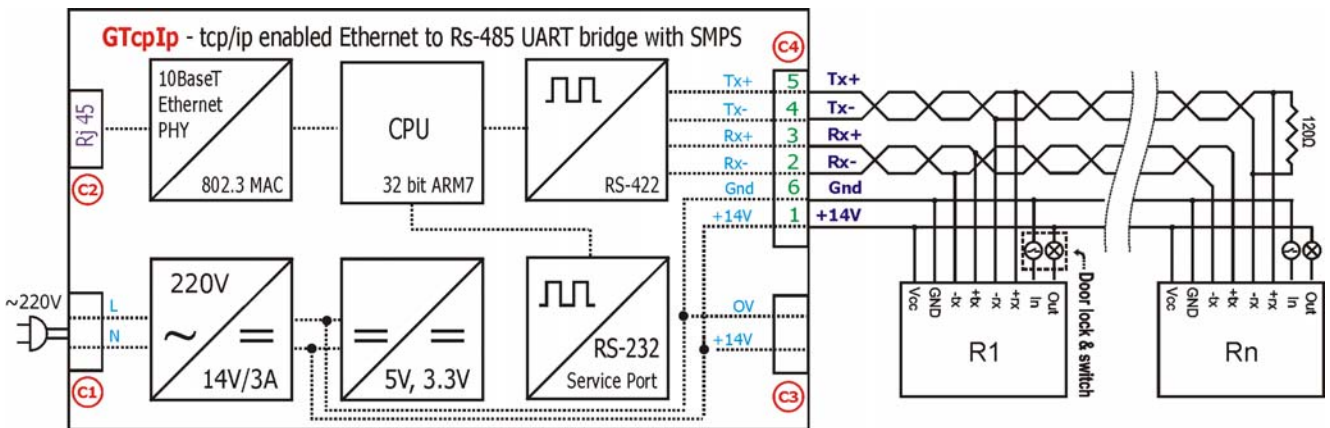 GTcpIp - tcp/ip enabled Ethernet to Rs-485 UART bridge with SMPS
C4
Rj 45
C2
10BaseT
Ethernet
PHY
802.3 MAC
CPU
32 bit ARM7
RS-422
Tx+
Tx-
Rx+
Rx-
Gnd
+14V
5
4
3
2
6
1
Tx+
Tx-
Rx+
Rx-
Gnd
+14V
120Ω
~220V
L
N
C1
220V
~
14V/3A
5V, 3.3V
RS-232
Service Port
OV
+14V
C3
Vcc
GND
-tx
+tx
-rx
+rx
In
Out
R1
Door lock & switch
Vcc
GND
-tx
+tx
-rx
+rx
In
Out
Rn